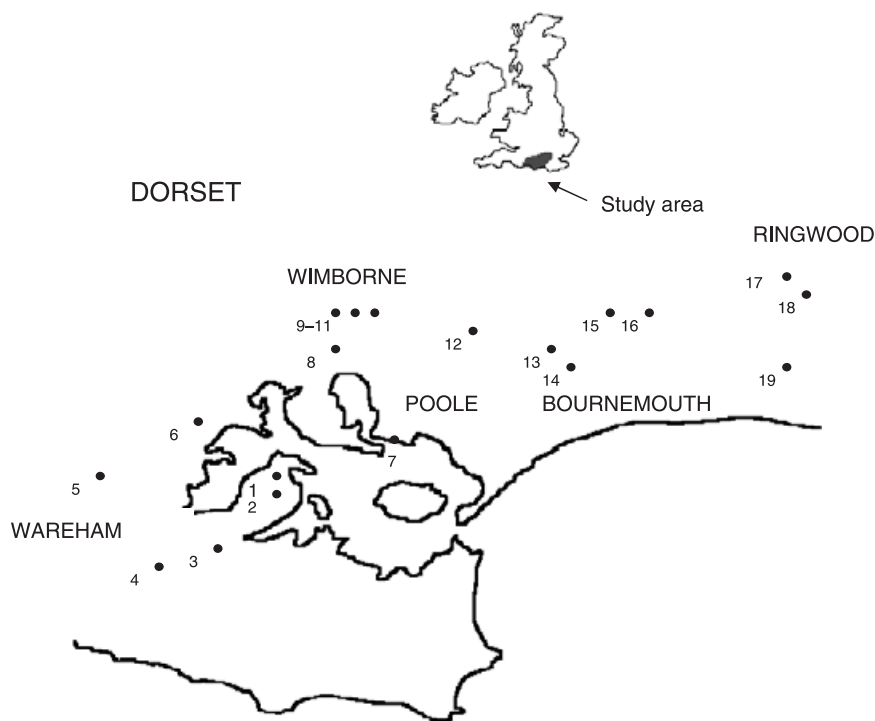 DORSET
Study area
RINGWOOD
17
18
WIMBORNE
9–11
15
16
12
8
13
14
19
POOLE
BOURNEMOUTH
6
7
5
1
2
WAREHAM
3
4